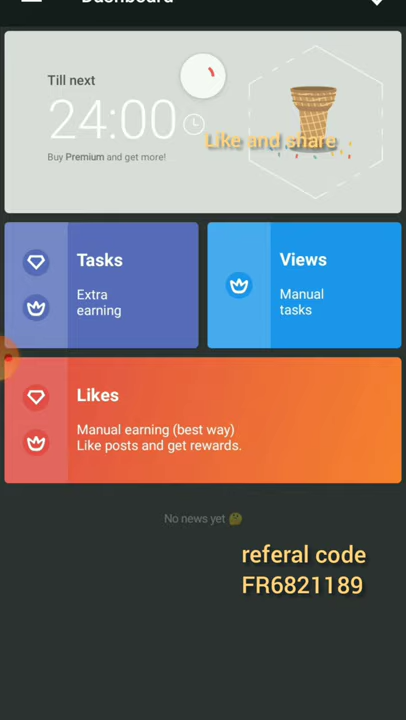 Dashboard
Till next
24:00
Like and share
Buy Premium and get more!
Tasks
Extra
earning
Views
Manual
tasks
Likes
Manual earning (best way)
Like posts and get rewards.
No news yet 🤔
referal code
FR6821189